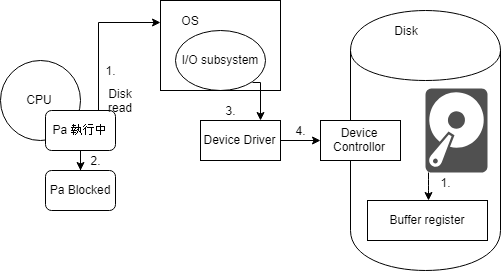 OS
Disk
I/O subsystem
1.
Disk
read
CPU
Pa 執行中
3.
Device Driver
4.
Device
Controllor
2.
Pa Blocked
1.
Buffer register